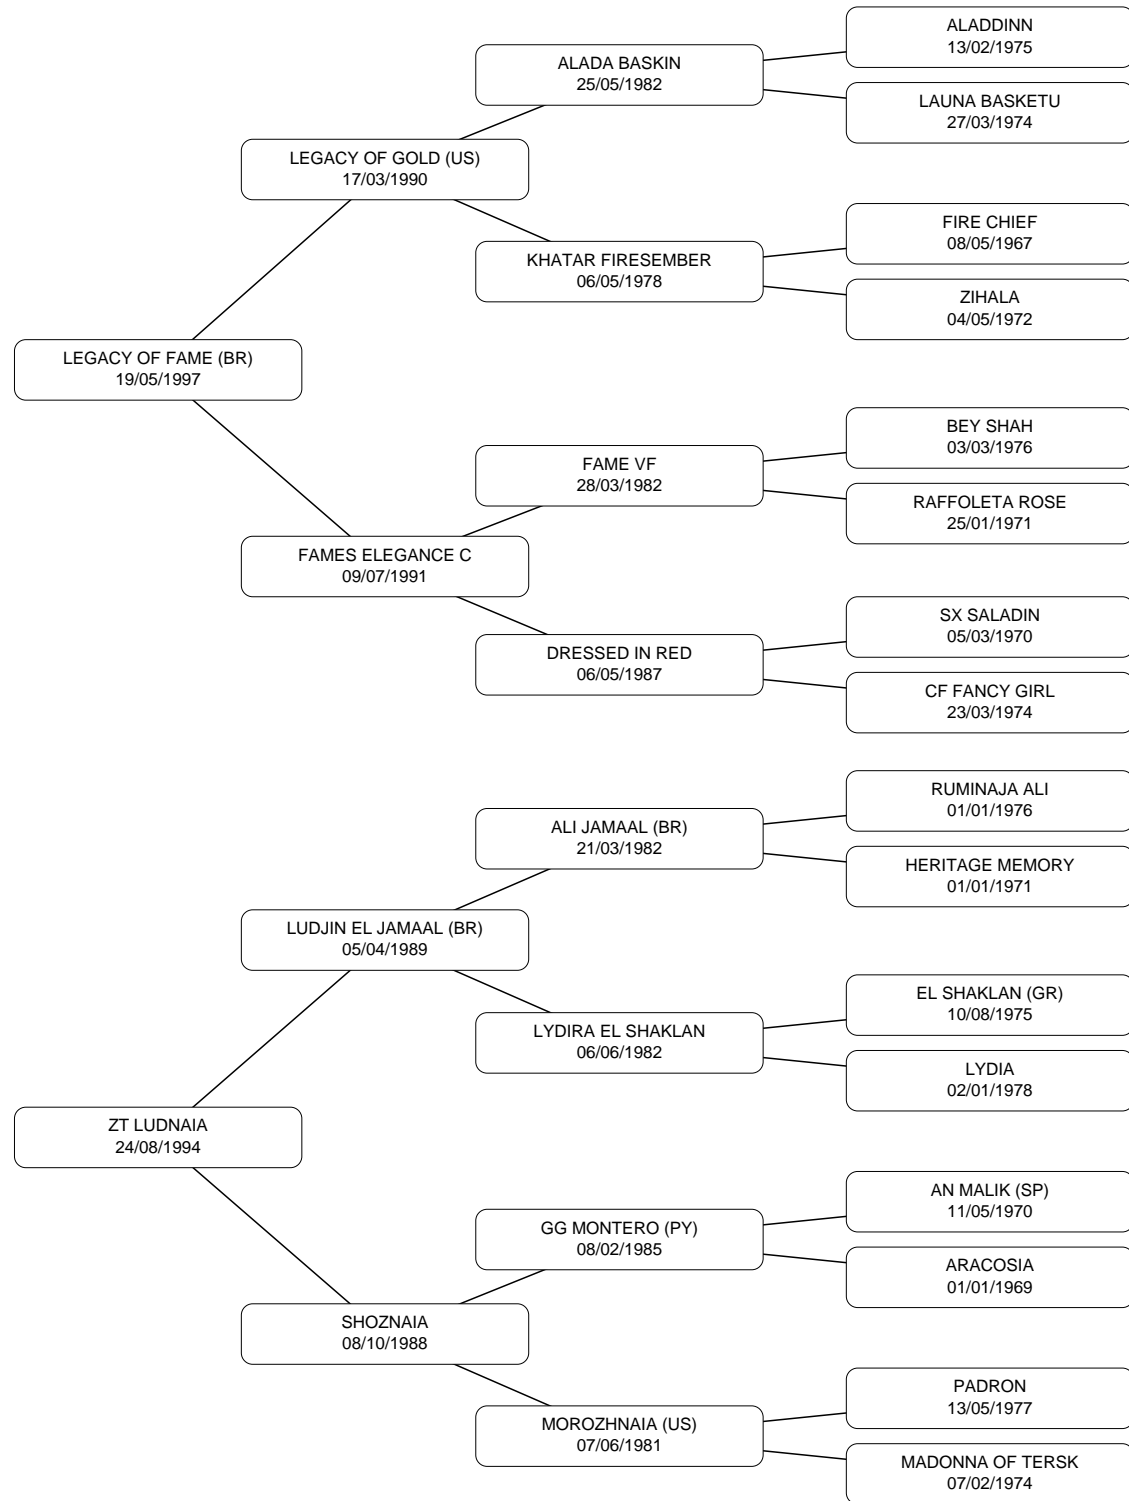 ALADDINN
13/02/1975
ALADA BASKIN
25/05/1982
LAUNA BASKETU
27/03/1974
LEGACY OF GOLD (US)
17/03/1990
FIRE CHIEF
08/05/1967
KHATAR FIRESEMBER
06/05/1978
ZIHALA
04/05/1972
LEGACY OF FAME (BR)
19/05/1997
BEY SHAH
03/03/1976
FAME VF
28/03/1982
RAFFOLETA ROSE
25/01/1971
FAMES ELEGANCE C
09/07/1991
SX SALADIN
05/03/1970
DRESSED IN RED
06/05/1987
CF FANCY GIRL
23/03/1974
RUMINAJA ALI
01/01/1976
ALI JAMAAL (BR)
21/03/1982
HERITAGE MEMORY
01/01/1971
LUDJIN EL JAMAAL (BR)
05/04/1989
EL SHAKLAN (GR)
10/08/1975
LYDIRA EL SHAKLAN
06/06/1982
LYDIA
02/01/1978
ZT LUDNAIA
24/08/1994
AN MALIK (SP)
11/05/1970
GG MONTERO (PY)
08/02/1985
ARACOSIA
01/01/1969
SHOZNAIA
08/10/1988
PADRON
13/05/1977
MOROZHNAIA (US)
07/06/1981
MADONNA OF TERSK
07/02/1974